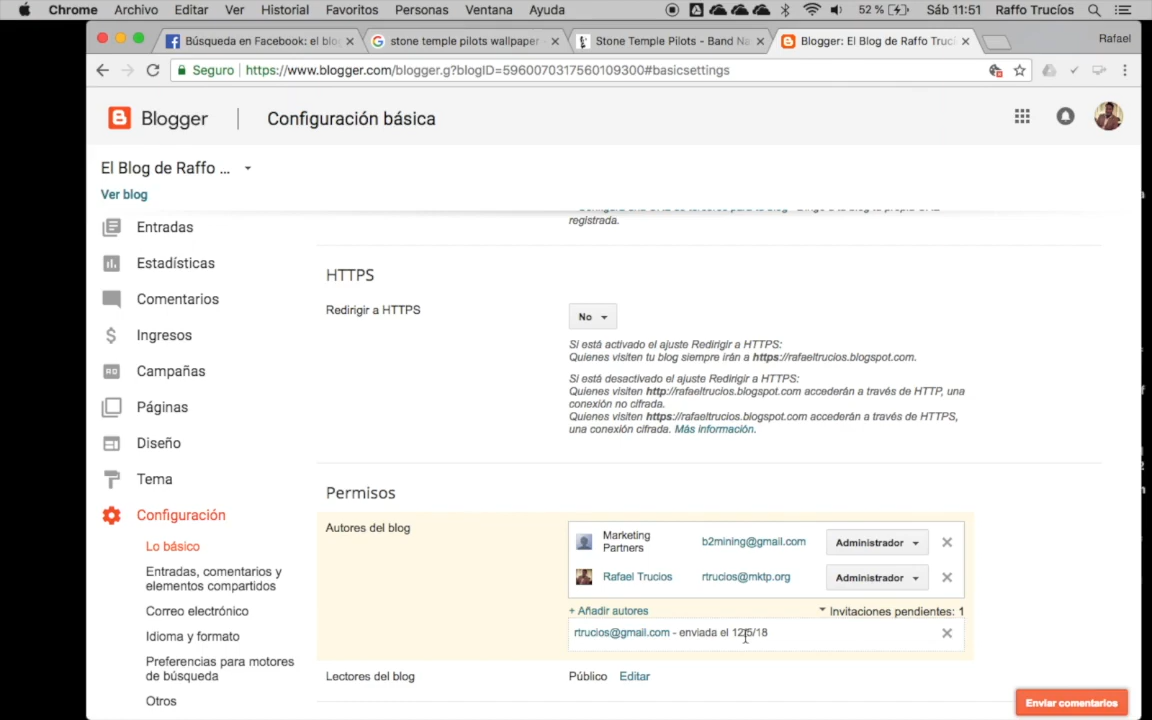 Chrome Archivo Editar Ver Historial Favoritos Personas Ventana Ayuda 52 % Sáb 11:51 Raffo Trucíos
Búsqueda en Facebook: el blog stone temple pilots wallpaper Stone Temple Pilots - Band Na Blogger: El Blog de Raffo Truci Rafael
Seguro https://www.blogger.com/blogger.g?blogID=5960070317560109300#basicsettings
Blogger Configuración básica
El Blog de Raffo ...
Ver blog
Entradas
Estadísticas
Comentarios
Ingresos
Campañas
Páginas
Diseño
Tema
Configuración
Lo básico
Entradas, comentarios y
elementos compartidos
Correo electrónico
Idioma y formato
Preferencias para motores
de búsqueda
Otros
registrada.
HTTPS
Redirigir a HTTPS
No
Si está activado el ajuste Redirigir a HTTPS:
Quienes visiten tu blog siempre irán a https://rafaeltrucios.blogspot.com.
Si está desactivado el ajuste Redirigir a HTTPS:
Quienes visiten http://rafaeltrucios.blogspot.com accederán a través de HTTP, una
conexión no cifrada.
Quienes visiten https://rafaeltrucios.blogspot.com accederán a través de HTTPS,
una conexión cifrada. Más información.
Permisos
Autores del blog
Marketing
Partners
b2mining@gmail.com Administrador
Rafael Trucios rtrucios@mktp.org Administrador
+ Añadir autores Invitaciones pendientes: 1
rtrucios@gmail.com - enviada el 12/5/18
Lectores del blog Público Editar
Enviar comentarios